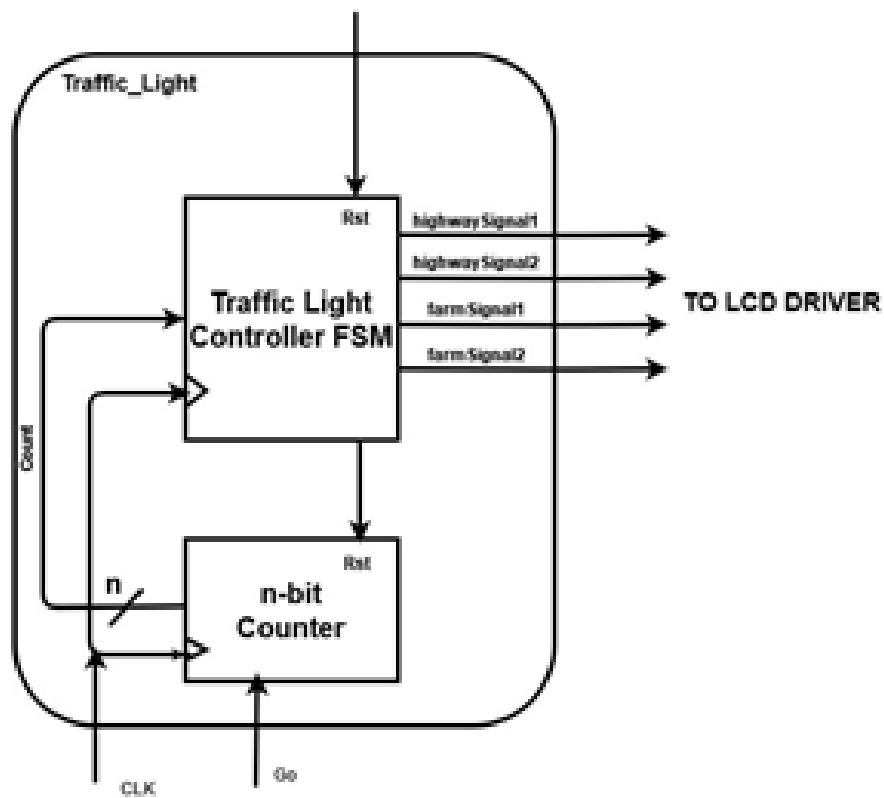 Traffic_Light
Rst
highwaySignal1
highwaySignal2
farmSignal1
farmSignal2
TO LCD DRIVER
Traffic Light
Controller FSM
Count
n
Rst
n-bit
Counter
CLK
Go